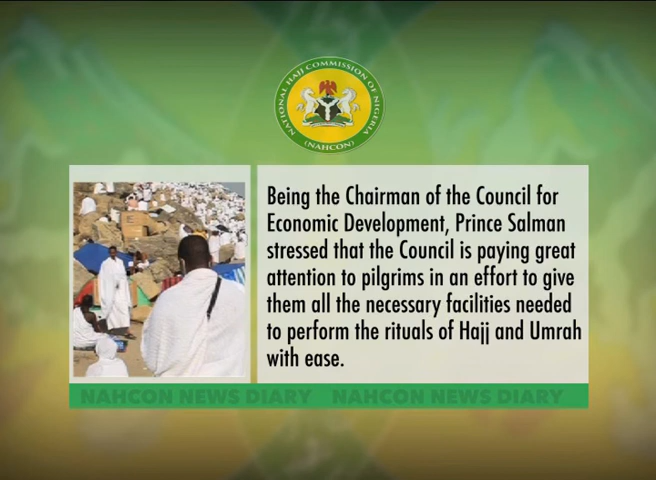 NATIONAL HAJJ COMMISSION OF NIGERIA
(NAHCON)
Being the Chairman of the Council for
Economic Development, Prince Salman
stressed that the Council is paying great
attention to pilgrims in an effort to give
them all the necessary facilities needed
to perform the rituals of Hajj and Umrah
with ease.
NAHCON NEWS DIARY NAHCON NEWS DIARY